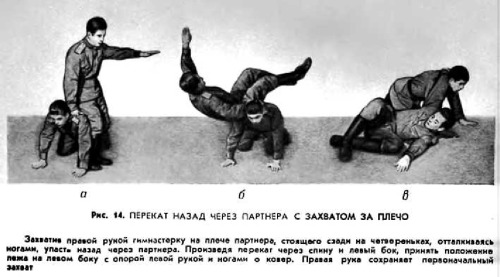 а б в
Рис. 14. ПЕРЕКАТ НАЗАД ЧЕРЕЗ ПАРТНЕРА С ЗАХВАТОМ ЗА ПЛЕЧО
Захватив правой рукой гимнастерку на плече партнера, стоящего сзади на четвереньках, отталкиваясь
ногами, упасть назад через партнера. Произведя перекат через спину и левый бок, принять положение
лежа на левом боку с опорой левой рукой и ногами о ковер. Правая рука сохраняет первоначальный
захват